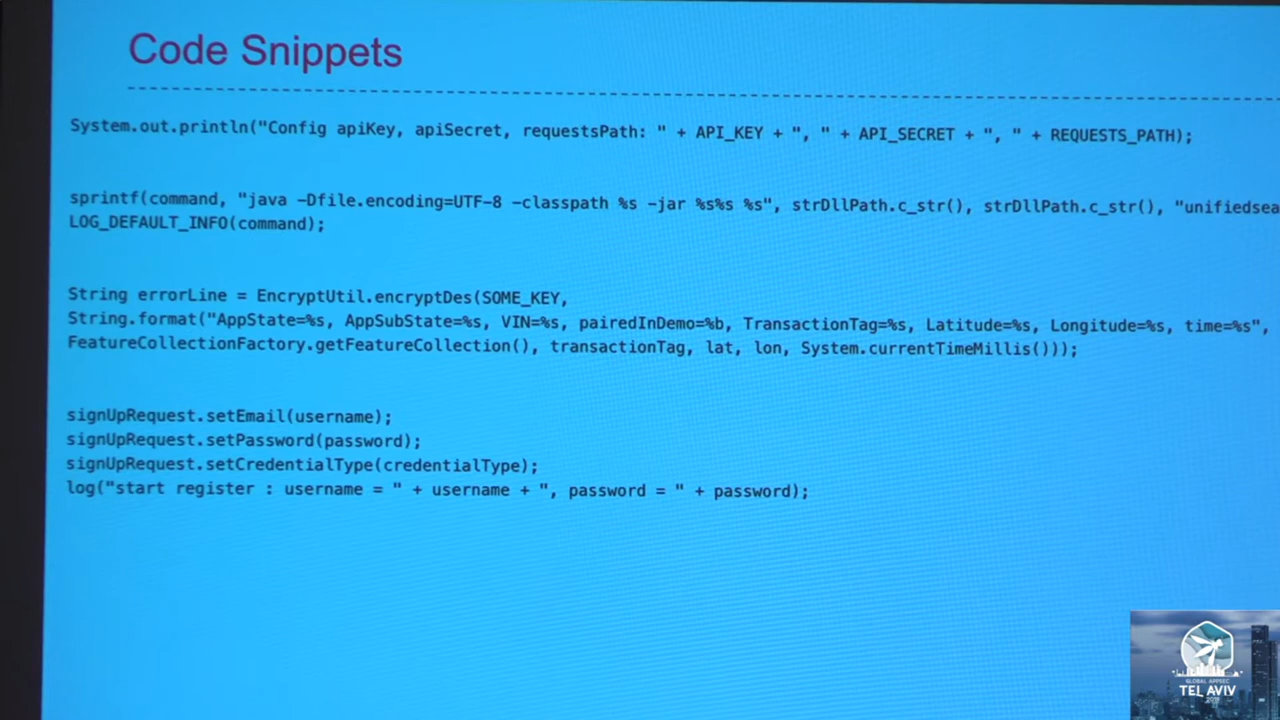 Code Snippets
System.out.println("Config apiKey, apiSecret, requestsPath: " + API_KEY + ", " + API_SECRET + ", " + REQUESTS_PATH);
sprintf(command, "java -Dfile.encoding=UTF-8 -classpath %s -jar %s%s %s", strDllPath.c_str(), strDllPath.c_str(), "unifiedsea
LOG_DEFAULT_INFO(command);
String errorLine = EncryptUtil.encryptDes(SOME_KEY,
String.format("AppState=%s, AppSubState=%s, VIN=%s, pairedInDemo=%b, TransactionTag=%s, Latitude=%s, Longitude=%s, time=%s",
FeatureCollectionFactory.getFeatureCollection(), transactionTag, lat, lon, System.currentTimeMillis()));
signUpRequest.setEmail(username);
signUpRequest.setPassword(password);
signUpRequest.setCredentialType(credentialType);
log("start register : username = " + username + ", password = " + password);
GLOBAL APPSEC
TEL AVIV